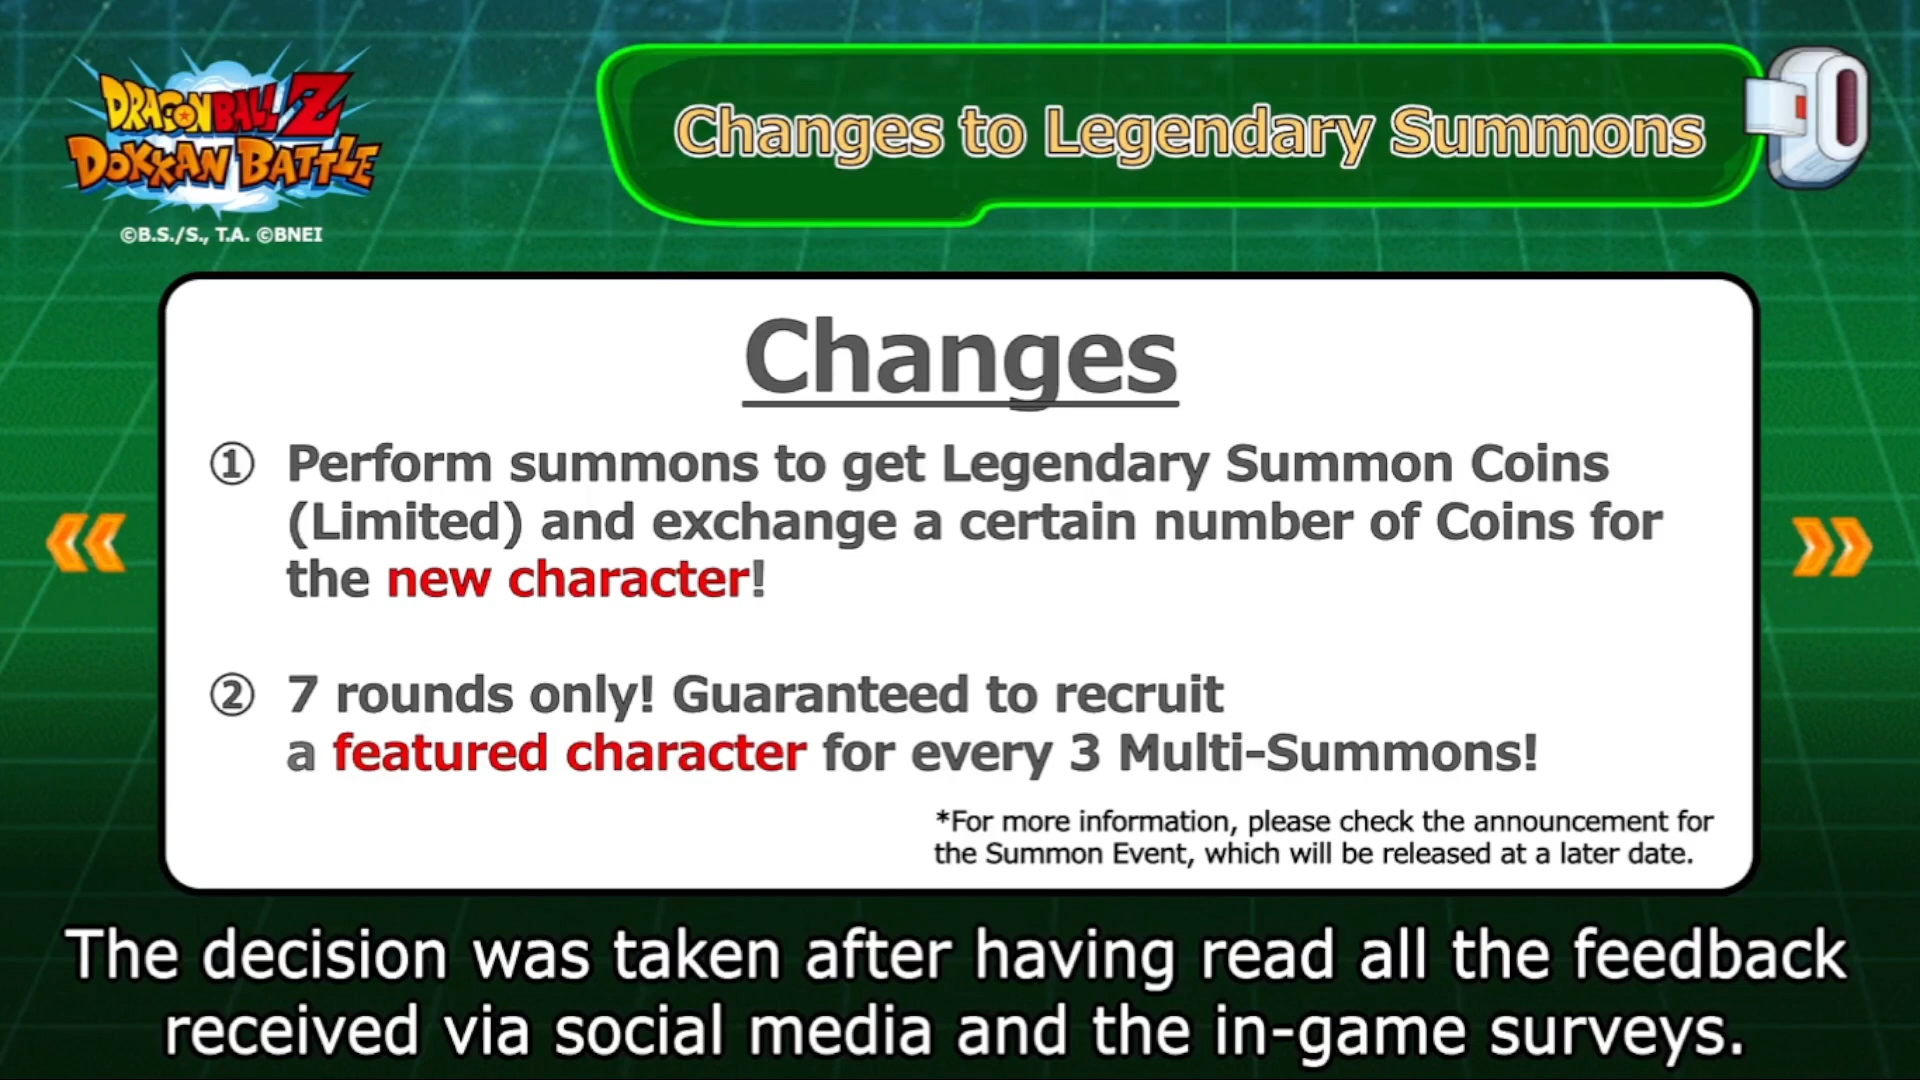 DRAGON BALL Z
DOKKAN BATTLE
©B.S./S., T.A. ©BNEI
Changes to Legendary Summons
Changes
① Perform summons to get Legendary Summon Coins
(Limited) and exchange a certain number of Coins for
the new character!
② 7 rounds only! Guaranteed to recruit
a featured character for every 3 Multi-Summons!
*For more information, please check the announcement for
the Summon Event, which will be released at a later date.
The decision was taken after having read all the feedback
received via social media and the in-game surveys.